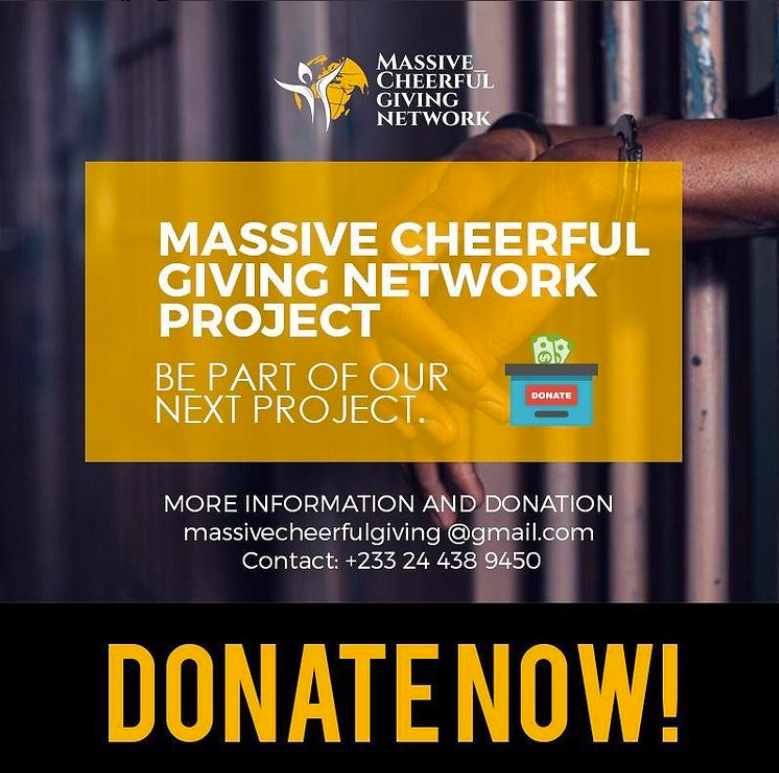 MASSIVE_
CHEERFUL
GIVING
NETWORK
MASSIVE CHEERFUL
GIVING NETWORK
PROJECT
BE PART OF OUR
NEXT PROJECT.
DONATE
MORE INFORMATION AND DONATION
massivecheerfulgiving @gmail.com
Contact: +233 24 438 9450
DONATE NOW!